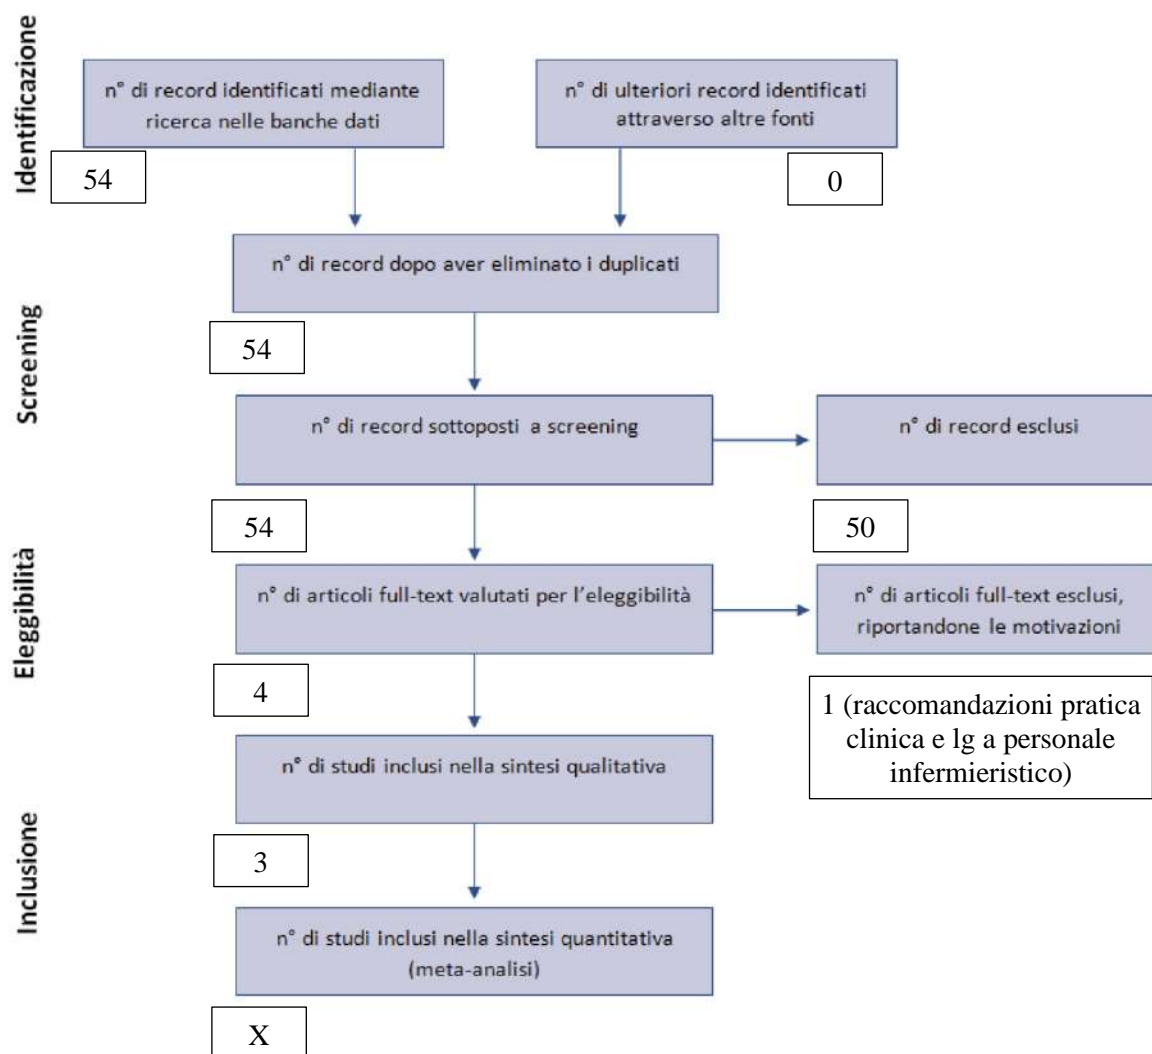 Identificazione
n° di record identificati mediante
ricerca nelle banche dati
54
n° di ulteriori record identificati
attraverso altre fonti
0
Screening
n° di record dopo aver eliminato i duplicati
54
n° di record sottoposti a screening
54
n° di record esclusi
50
Eleggibilità
n° di articoli full-text valutati per l'eleggibilità
4
n° di articoli full-text esclusi,
riportandone le motivazioni
1 (raccomandazioni pratica
clinica e lg a personale
infermieristico)
Inclusione
n° di studi inclusi nella sintesi qualitativa
3
n° di studi inclusi nella sintesi quantitativa
(meta-analisi)
X